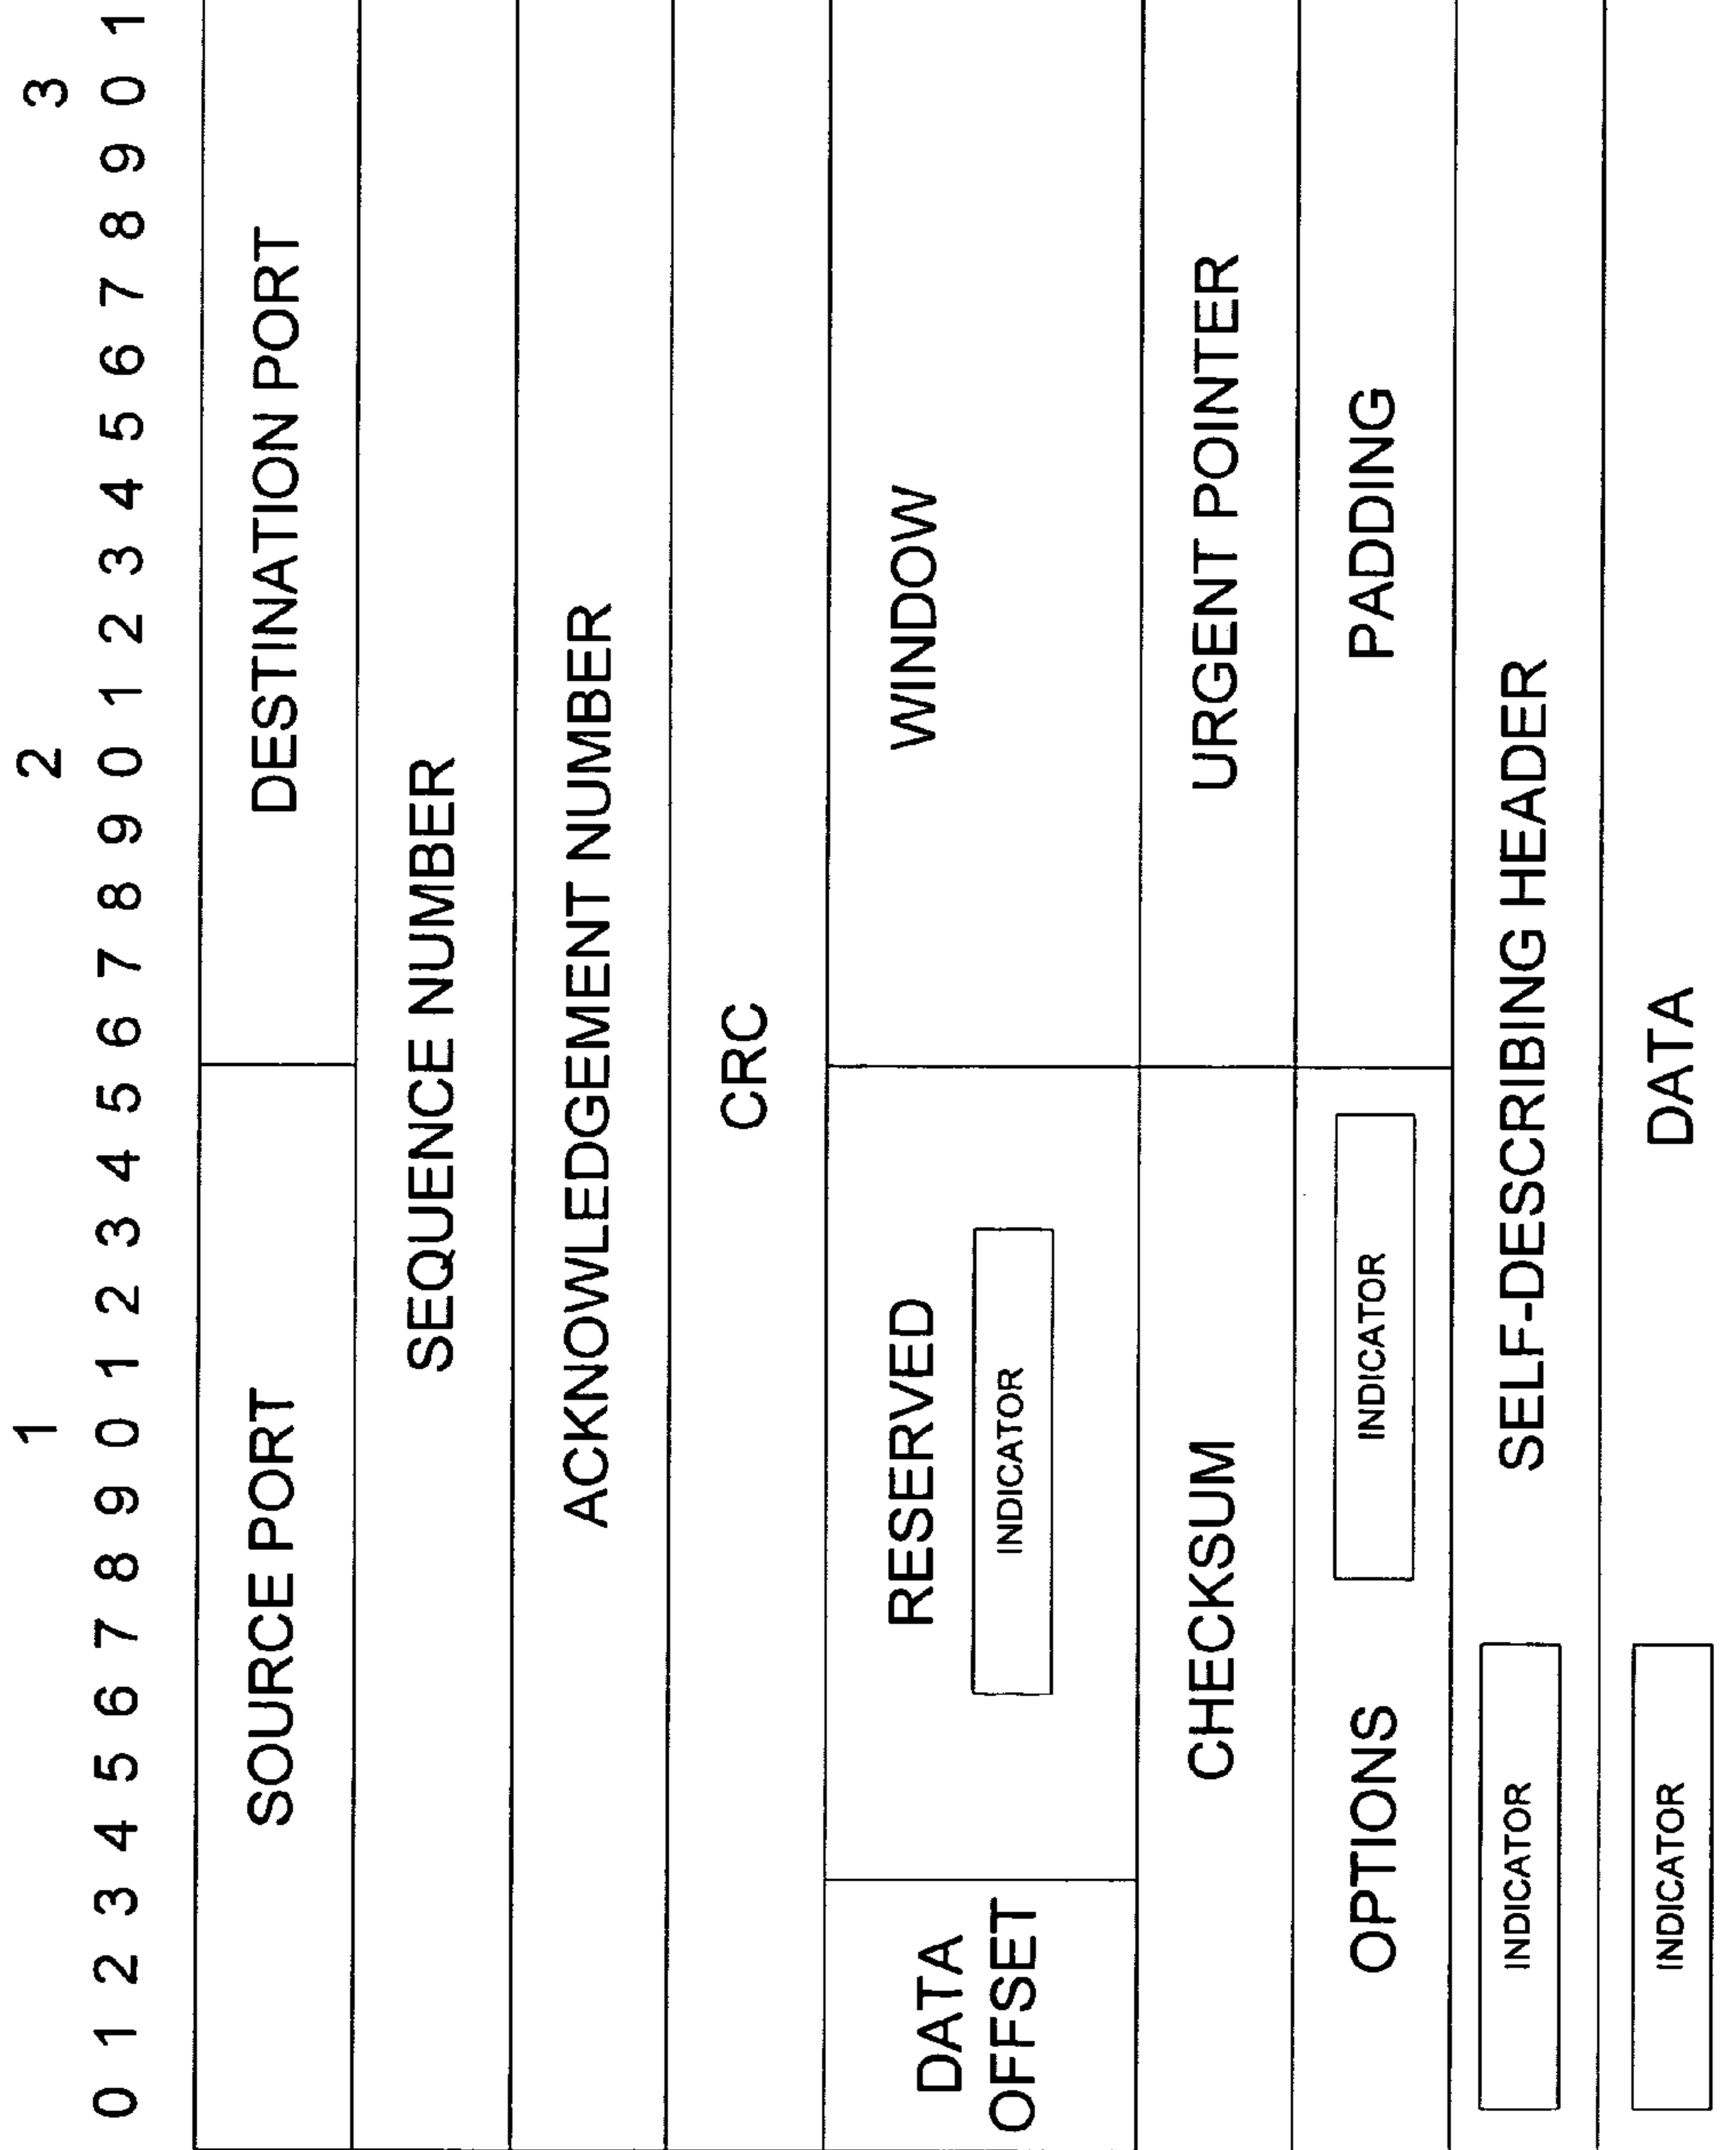 1 2 3
0 1 2 3 4 5 6 7 8 9 0 1 2 3 4 5 6 7 8 9 0 1 2 3 4 5 6 7 8 9 0 1
SOURCE PORT DESTINATION PORT
SEQUENCE NUMBER
ACKNOWLEDGEMENT NUMBER
CRC
DATA
OFFSET
RESERVED
INDICATOR
WINDOW
CHECKSUM URGENT POINTER
OPTIONS INDICATOR PADDING
INDICATOR SELF-DESCRIBING HEADER
INDICATOR DATA